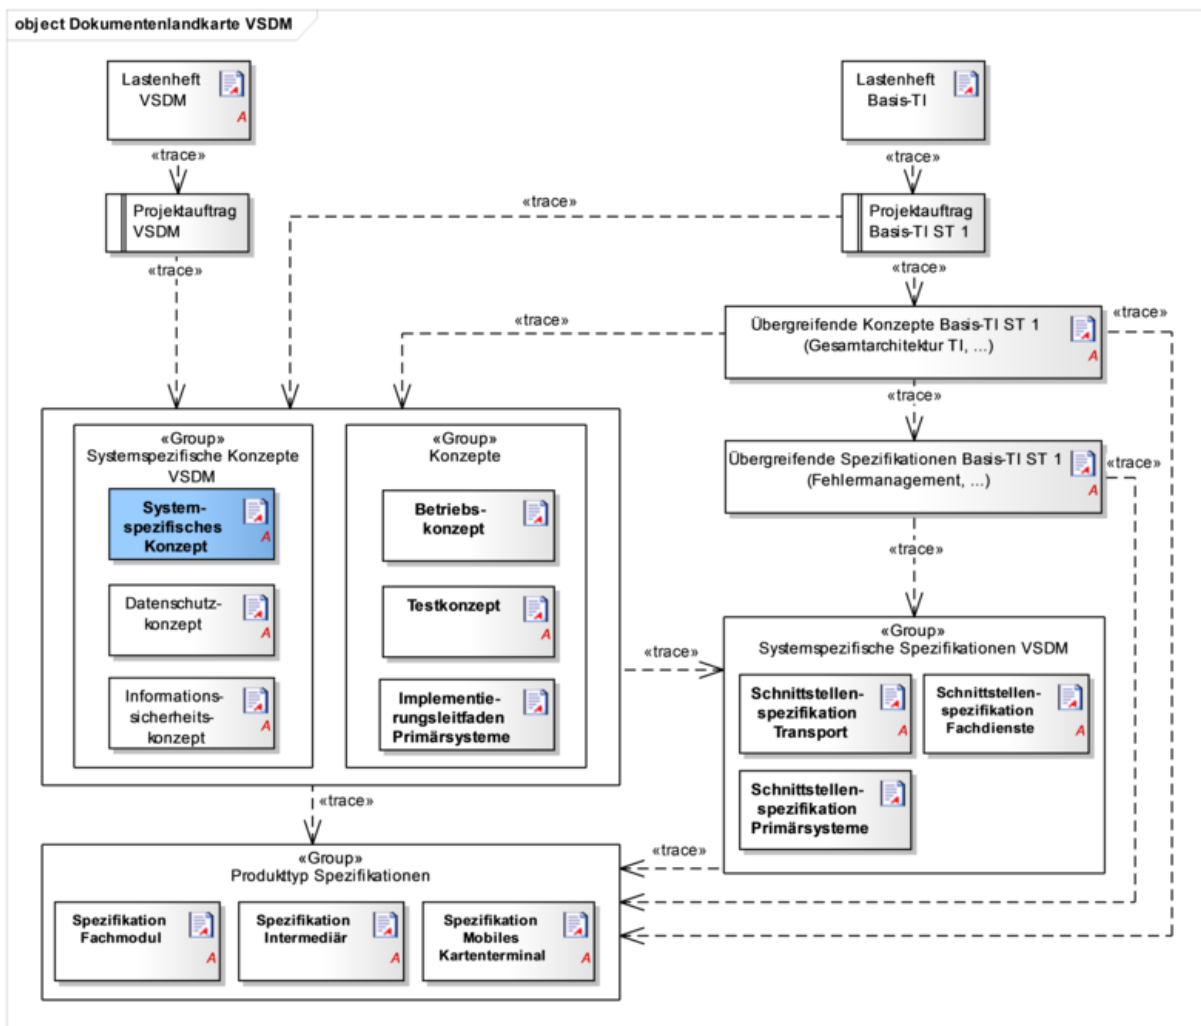 object Dokumentenlandkarte VSDM
Lastenheft
VSDM
A
Lastenheft
Basis-TI
«trace»
«trace»
Projektauftrag
VSDM
«trace»
Projektauftrag
Basis-TI ST 1
«trace»
«trace»
«trace»
Übergreifende Konzepte Basis-TI ST 1
(Gesamtarchitektur TI, ...)
A
«trace»
«trace»
Übergreifende Spezifikationen Basis-TI ST 1
(Fehlermanagement, ...)
A
«trace»
«trace»
«Group»
Systemspezifische Konzepte
VSDM
System-
spezifisches
Konzept
A
Datenschutz-
konzept
A
Informations-
sicherheits-
konzept
A
«Group»
Konzepte
Betriebs-
konzept
Testkonzept
A
Implementie-
rungsleitfaden
Primärsysteme
«trace»
«Group»
Systemspezifische Spezifikationen VSDM
Schnittstellen-
spezifikation
Transport
A
Schnittstellen-
spezifikation
Fachdienste
A
Schnittstellen-
spezifikation
Primärsysteme
«trace»
«trace»
«Group»
Produkttyp Spezifikationen
Spezifikation
Fachmodul
A
Spezifikation
Intermediär
A
Spezifikation
Mobiles
Kartenterminal
A